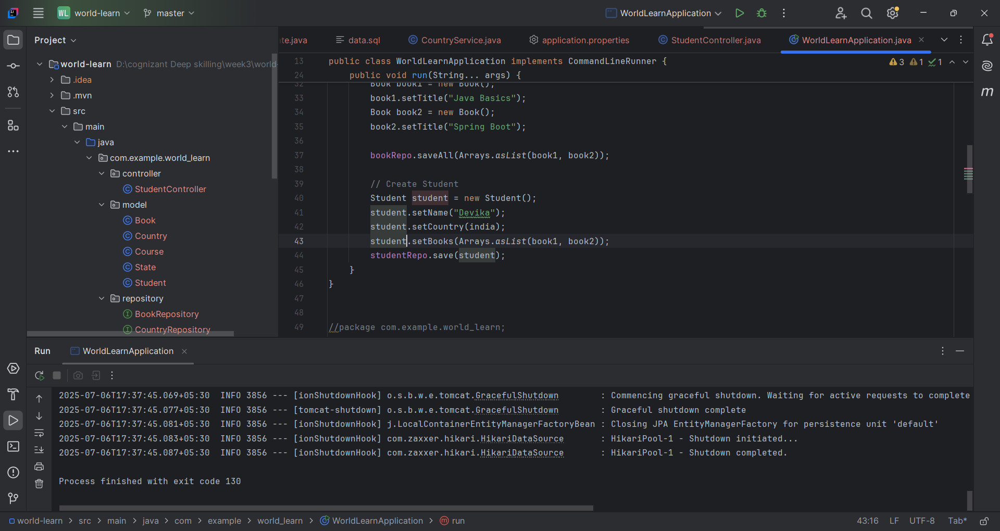 WL world-learn master WorldLearnApplication
Project
te.java data.sql CountryService.java application.properties StudentController.java WorldLearnApplication.java
world-learn D:\cognizant Deep skilling\week3\world-
.idea
.mvn
src
main
java
com.example.world_learn
controller
StudentController
model
Book
Country
Course
State
Student
repository
BookRepository
CountryRepository
13 public class WorldLearnApplication implements CommandLineRunner {
3 1 1
24 public void run(String... args) {
32 Book book1 = new Book();
33 book1.setTitle("Java Basics");
34 Book book2 = new Book();
35 book2.setTitle("Spring Boot");
36
37 bookRepo.saveAll(Arrays.asList(book1, book2));
38
39 // Create Student
40 Student student = new Student();
41 student.setName("Devika");
42 student.setCountry(india);
43 student.setBooks(Arrays.asList(book1, book2));
44 studentRepo.save(student);
45 }
46 }
47
48
49 //package com.example.world_learn;
Run WorldLearnApplication
2025-07-06T17:37:45.069+05:30 INFO 3856 --- [ionShutdownHook] o.s.b.w.e.tomcat.GracefulShutdown : Commencing graceful shutdown. Waiting for active requests to complete
2025-07-06T17:37:45.077+05:30 INFO 3856 --- [tomcat-shutdown] o.s.b.w.e.tomcat.GracefulShutdown : Graceful shutdown complete
2025-07-06T17:37:45.081+05:30 INFO 3856 --- [ionShutdownHook] j.LocalContainerEntityManagerFactoryBean : Closing JPA EntityManagerFactory for persistence unit 'default'
2025-07-06T17:37:45.083+05:30 INFO 3856 --- [ionShutdownHook] com.zaxxer.hikari.HikariDataSource : HikariPool-1 - Shutdown initiated...
2025-07-06T17:37:45.087+05:30 INFO 3856 --- [ionShutdownHook] com.zaxxer.hikari.HikariDataSource : HikariPool-1 - Shutdown completed.
Process finished with exit code 130
world-learn > src > main > java > com > example > world_learn > WorldLearnApplication > run 43:16 LF UTF-8 Tab*